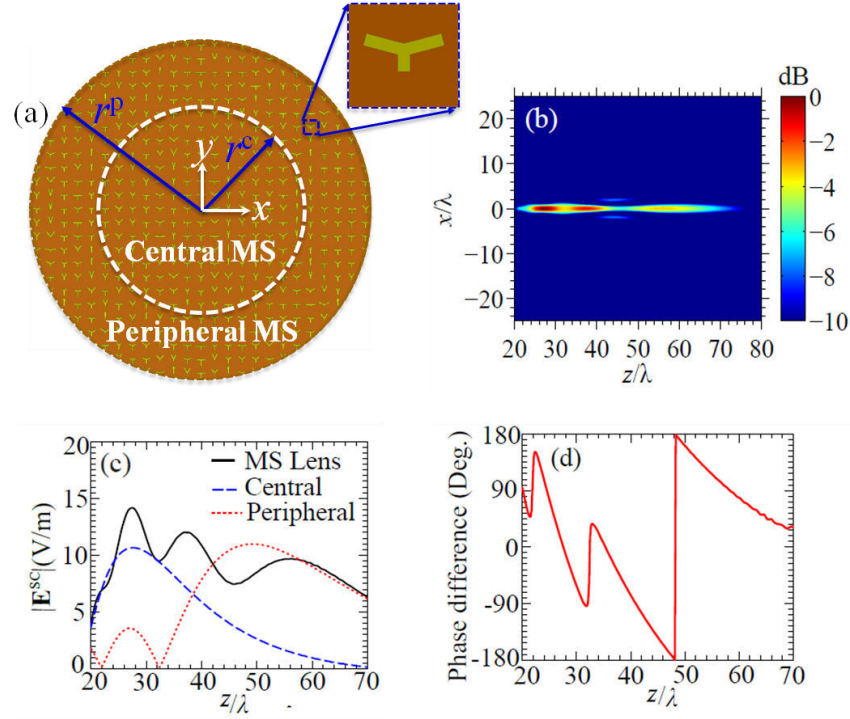 (a)
r^p
r^c
y
x
Central MS
Peripheral MS
(b)
dB
x/λ
20
10
0
−10
−20
20 30 40 50 60 70 80
z/λ
0
−2
−4
−6
−8
−10
(c)
|E^sc|(V/m)
20
15
10
5
0
MS Lens
Central
Peripheral
20 30 40 50 60 70
z/λ
(d)
Phase difference (Deg.)
180
90
0
-90
-180
20 30 40 50 60 70
z/λ